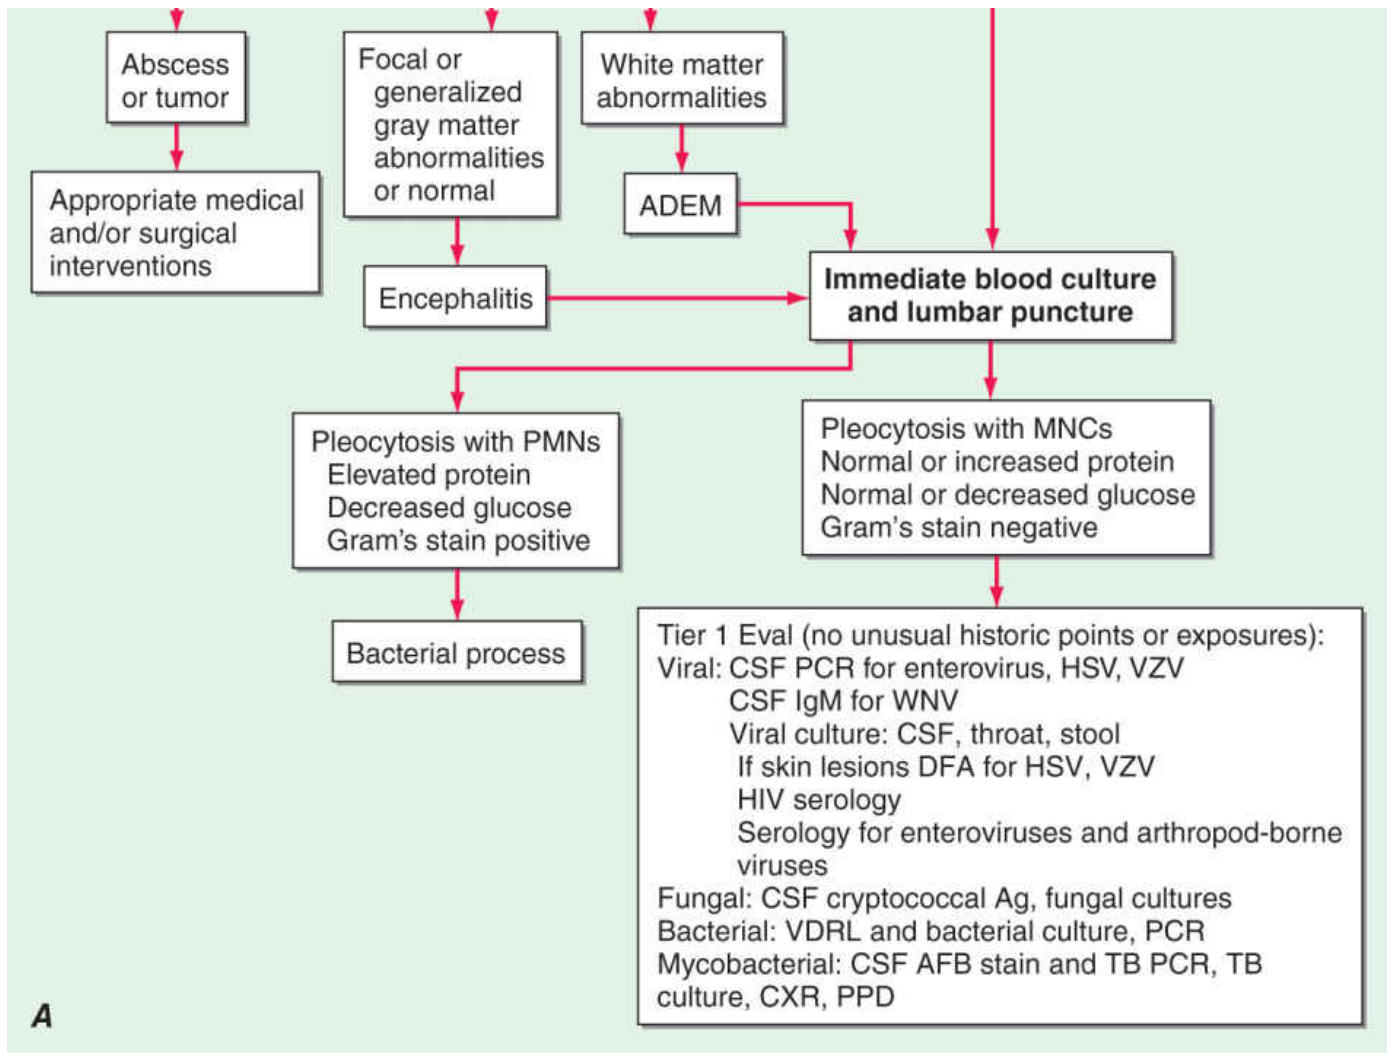 Abscess
or tumor
Focal or
generalized
gray matter
abnormalities
or normal
White matter
abnormalities
Appropriate medical
and/or surgical
interventions
ADEM
Encephalitis
Immediate blood culture
and lumbar puncture
Pleocytosis with PMNs
Elevated protein
Decreased glucose
Gram's stain positive
Pleocytosis with MNCs
Normal or increased protein
Normal or decreased glucose
Gram's stain negative
Bacterial process
Tier 1 Eval (no unusual historic points or exposures):
Viral: CSF PCR for enterovirus, HSV, VZV
CSF IgM for WNV
Viral culture: CSF, throat, stool
If skin lesions DFA for HSV, VZV
HIV serology
Serology for enteroviruses and arthropod-borne
viruses
Fungal: CSF cryptococcal Ag, fungal cultures
Bacterial: VDRL and bacterial culture, PCR
Mycobacterial: CSF AFB stain and TB PCR, TB
culture, CXR, PPD
A